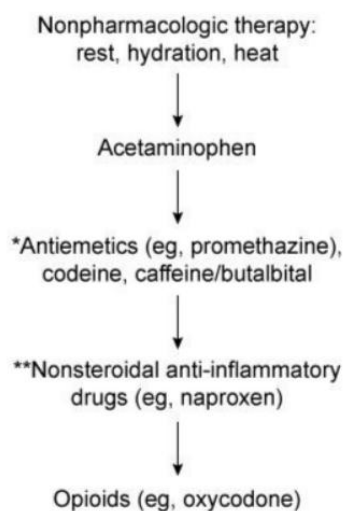 Nonpharmacologic therapy:
rest, hydration, heat
Acetaminophen
*Antiemetics (eg, promethazine),
codeine, caffeine/butalbital
**Nonsteroidal anti-inflammatory
drugs (eg, naproxen)
Opioids (eg, oxycodone)